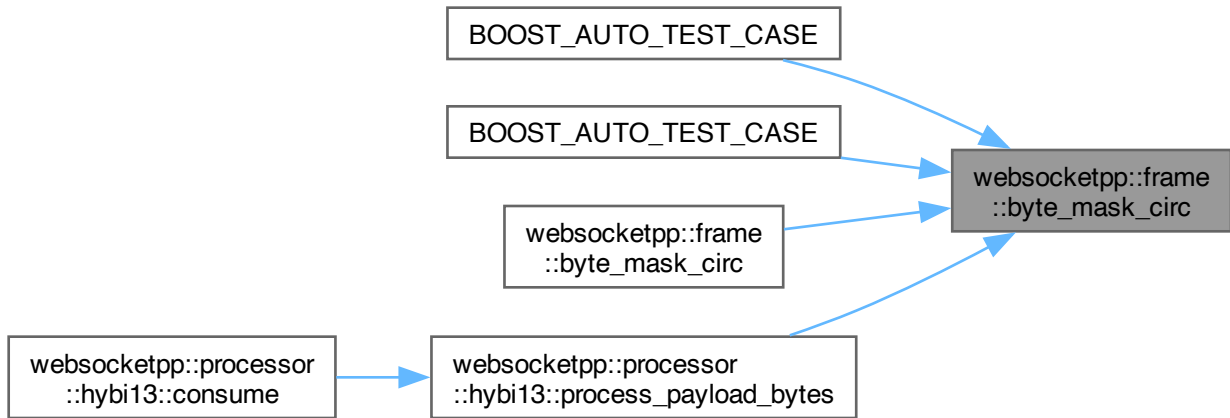 BOOST_AUTO_TEST_CASE
BOOST_AUTO_TEST_CASE
websocketpp::frame
::byte_mask_circ
websocketpp::frame
::byte_mask_circ
websocketpp::processor
::hybi13::consume
websocketpp::processor
::hybi13::process_payload_bytes